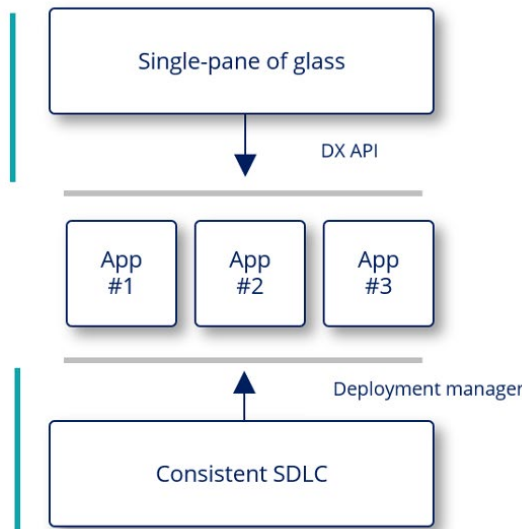 Single-pane of glass
DX API
App
#1
App
#2
App
#3
Deployment manager
Consistent SDLC